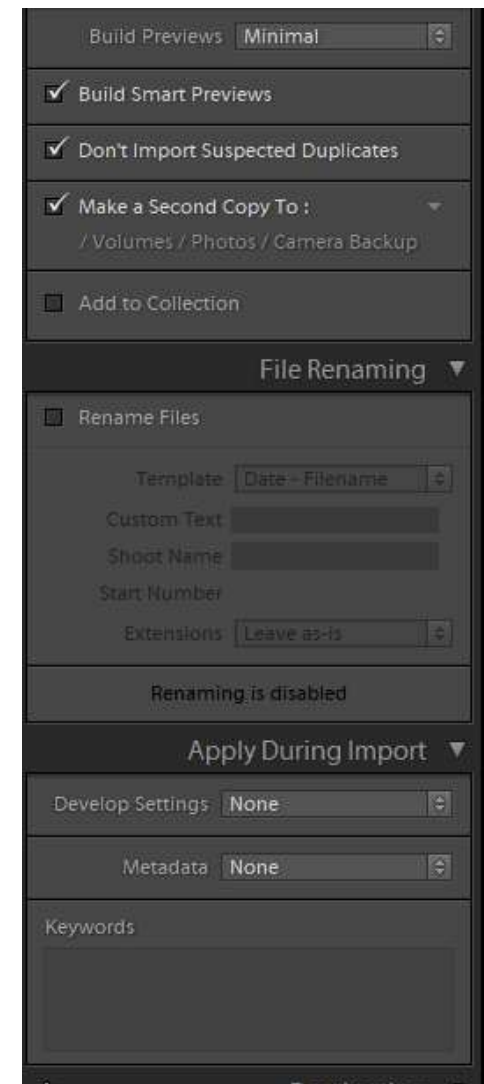 Build Previews Minimal
Build Smart Previews
Don't Import Suspected Duplicates
Make a Second Copy To :
/ Volumes / Photos / Camera Backup
Add to Collection
File Renaming
Rename Files
Template Date - Filename
Custom Text
Shoot Name
Start Number
Extensions Leave as-is
Renaming is disabled
Apply During Import
Develop Settings None
Metadata None
Keywords